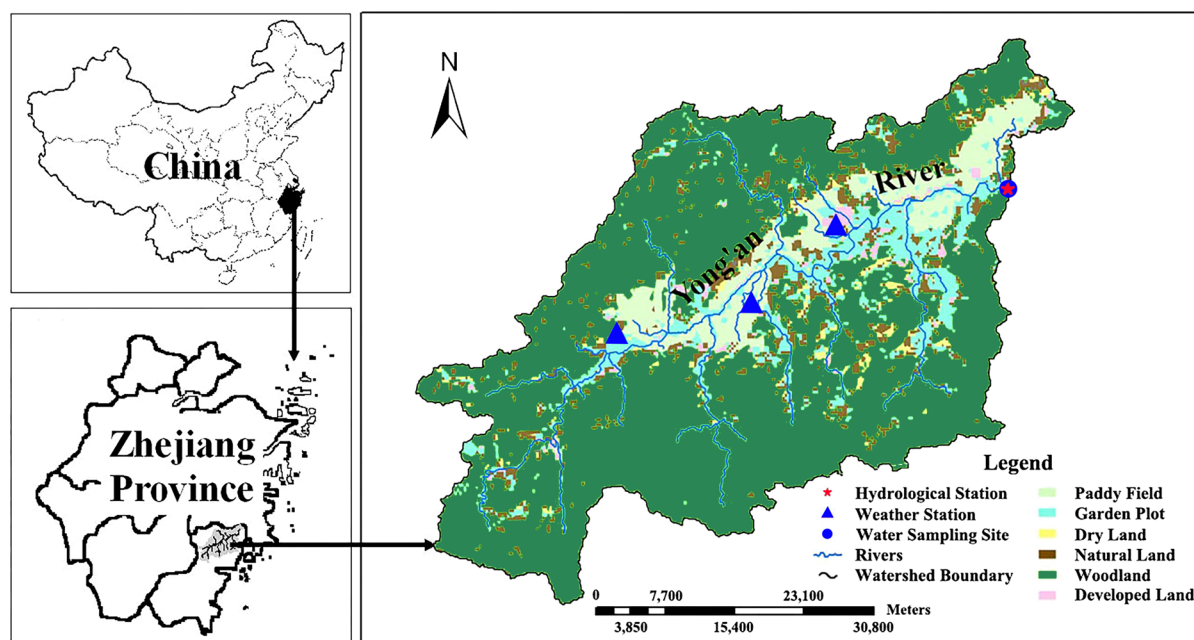 China
Zhejiang
Province
N
Yong'an
River
Legend
Hydrological Station
Weather Station
Water Sampling Site
Rivers
Watershed Boundary
Paddy Field
Garden Plot
Dry Land
Natural Land
Woodland
Developed Land
0 7,700 23,100
Meters
3,850 15,400 30,800